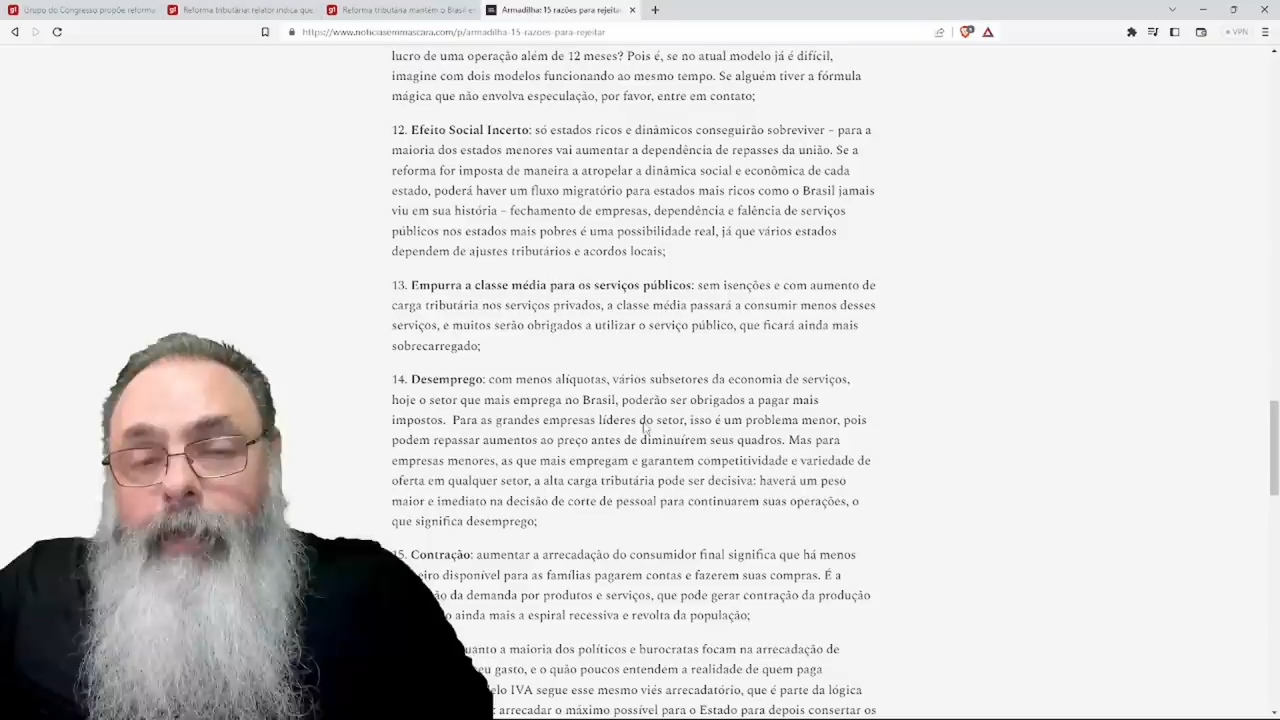 Grupo do Congresso propõe reforma
Reforma tributária: relator indica que
Reforma tributária mantém o Brasil e
Armadilha: 15 razões para rejeitar
https://www.noticiasemmascara.com/p/armadilha-15-razoes-para-rejeitar
VPN
lucro de uma operação além de 12 meses? Pois é, se no atual modelo já é difícil,
imagine com dois modelos funcionando ao mesmo tempo. Se alguém tiver a fórmula
mágica que não envolva especulação, por favor, entre em contato;
12. Efeito Social Incerto: só estados ricos e dinâmicos conseguirão sobreviver – para a
maioria dos estados menores vai aumentar a dependência de repasses da união. Se a
reforma for imposta de maneira a atropelar a dinâmica social e econômica de cada
estado, poderá haver um fluxo migratório para estados mais ricos como o Brasil jamais
viu em sua história – fechamento de empresas, dependência e falência de serviços
públicos nos estados mais pobres é uma possibilidade real, já que vários estados
dependem de ajustes tributários e acordos locais;
13. Empurra a classe média para os serviços públicos: sem isenções e com aumento de
carga tributária nos serviços privados, a classe média passará a consumir menos desses
serviços, e muitos serão obrigados a utilizar o serviço público, que ficará ainda mais
sobrecarregado;
14. Desemprego: com menos alíquotas, vários subsetores da economia de serviços,
hoje o setor que mais emprega no Brasil, poderão ser obrigados a pagar mais
impostos. Para as grandes empresas líderes do setor, isso é um problema menor, pois
podem repassar aumentos ao preço antes de diminuírem seus quadros. Mas para
empresas menores, as que mais empregam e garantem competitividade e variedade de
oferta em qualquer setor, a alta carga tributária pode ser decisiva: haverá um peso
maior e imediato na decisão de corte de pessoal para continuarem suas operações, o
que significa desemprego;
15. Contração: aumentar a arrecadação do consumidor final significa que há menos
eiro disponível para as famílias pagarem contas e fazerem suas compras. É a
ão da demanda por produtos e serviços, que pode gerar contração da produção
o ainda mais a espiral recessiva e revolta da população;
uanto a maioria dos políticos e burocratas focam na arrecadação de
eu gasto, e o quão poucos entendem a realidade de quem paga
elo IVA segue esse mesmo viés arrecadatório, que é parte da lógica
: arrecadar o máximo possível para o Estado para depois consertar os